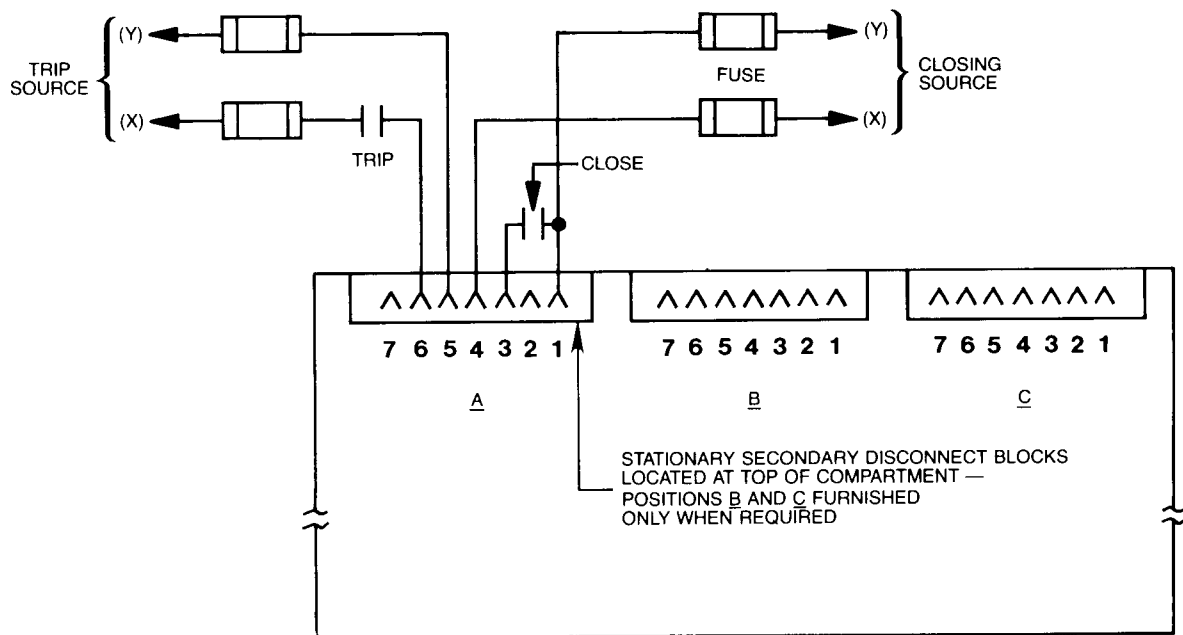 (Y)
(Y)
TRIP
SOURCE
FUSE
CLOSING
SOURCE
(X)
(X)
TRIP
CLOSE
7 6 5 4 3 2 1
7 6 5 4 3 2 1
7 6 5 4 3 2 1
A
B
C
STATIONARY SECONDARY DISCONNECT BLOCKS
LOCATED AT TOP OF COMPARTMENT —
POSITIONS B AND C FURNISHED
ONLY WHEN REQUIRED